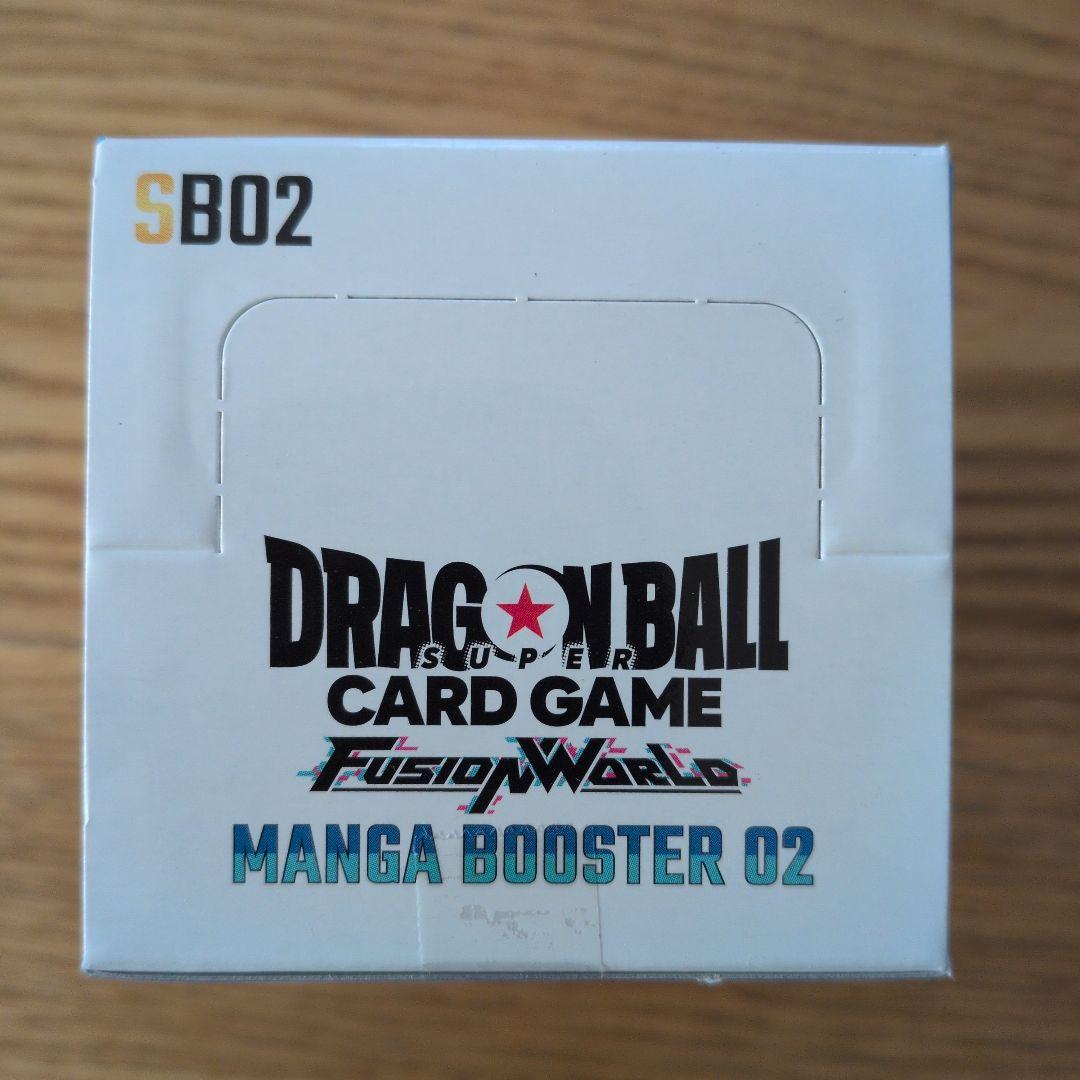 SB02
DRAGON BALL
SUPER
CARD GAME
FUSION WORLD
MANGA BOOSTER 02